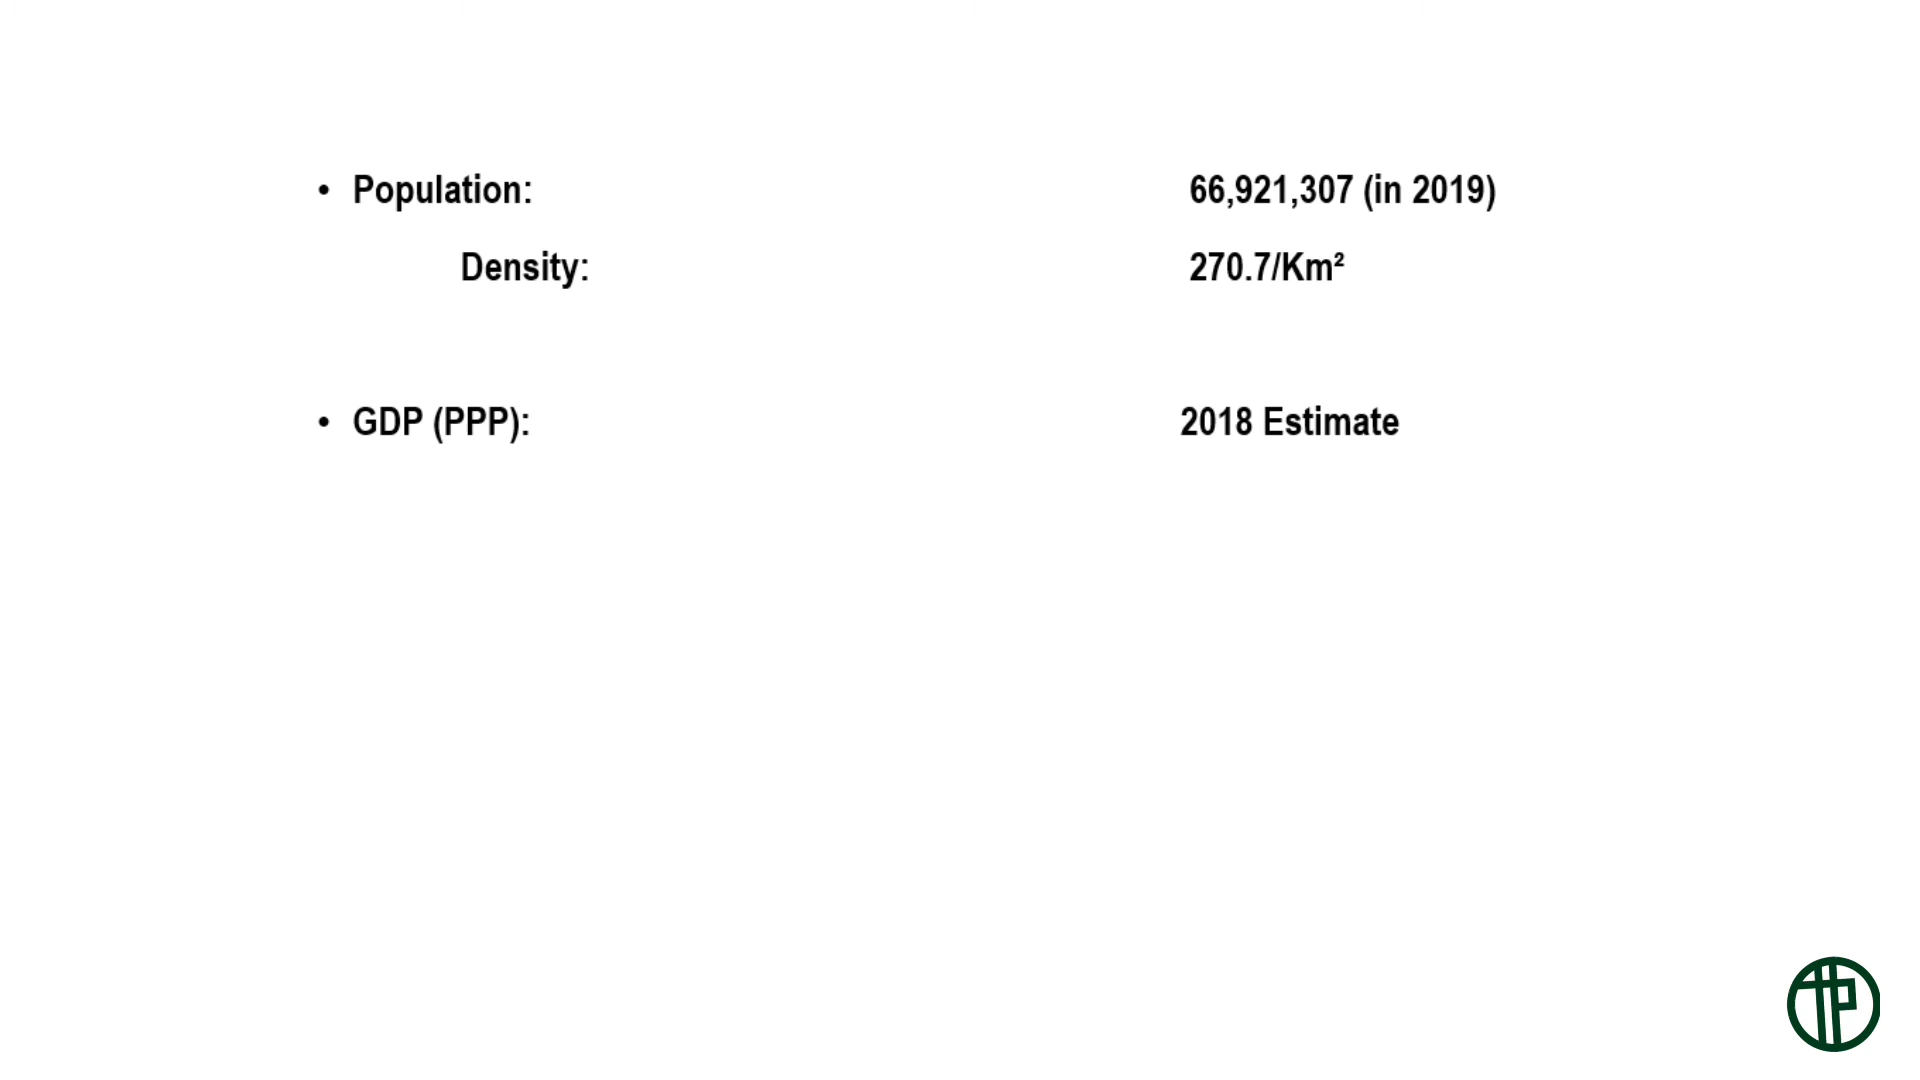 • Population: 66,921,307 (in 2019)
Density: 270.7/Km²
• GDP (PPP): 2018 Estimate